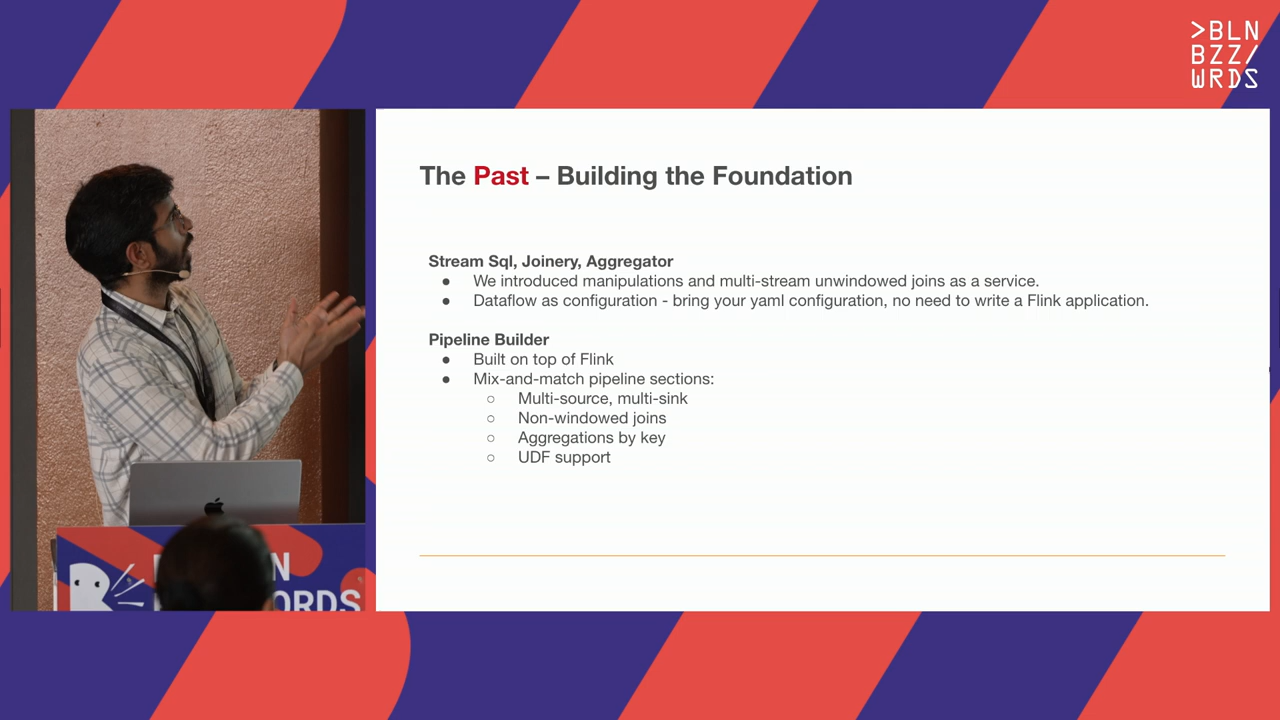 >BLN
BZZ/
WRDS
The Past – Building the Foundation
Stream Sql, Joinery, Aggregator
● We introduced manipulations and multi-stream unwindowed joins as a service.
● Dataflow as configuration - bring your yaml configuration, no need to write a Flink application.
Pipeline Builder
● Built on top of Flink
● Mix-and-match pipeline sections:
○ Multi-source, multi-sink
○ Non-windowed joins
○ Aggregations by key
○ UDF support